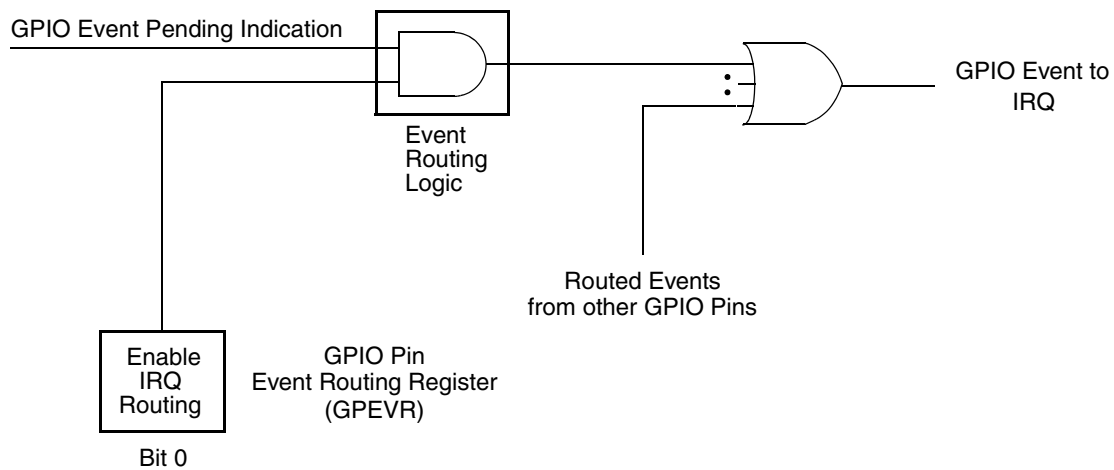 GPIO Event Pending Indication
GPIO Event to
IRQ
Event
Routing
Logic
Routed Events
from other GPIO Pins
Enable
IRQ
Routing
GPIO Pin
Event Routing Register
(GPEVR)
Bit 0